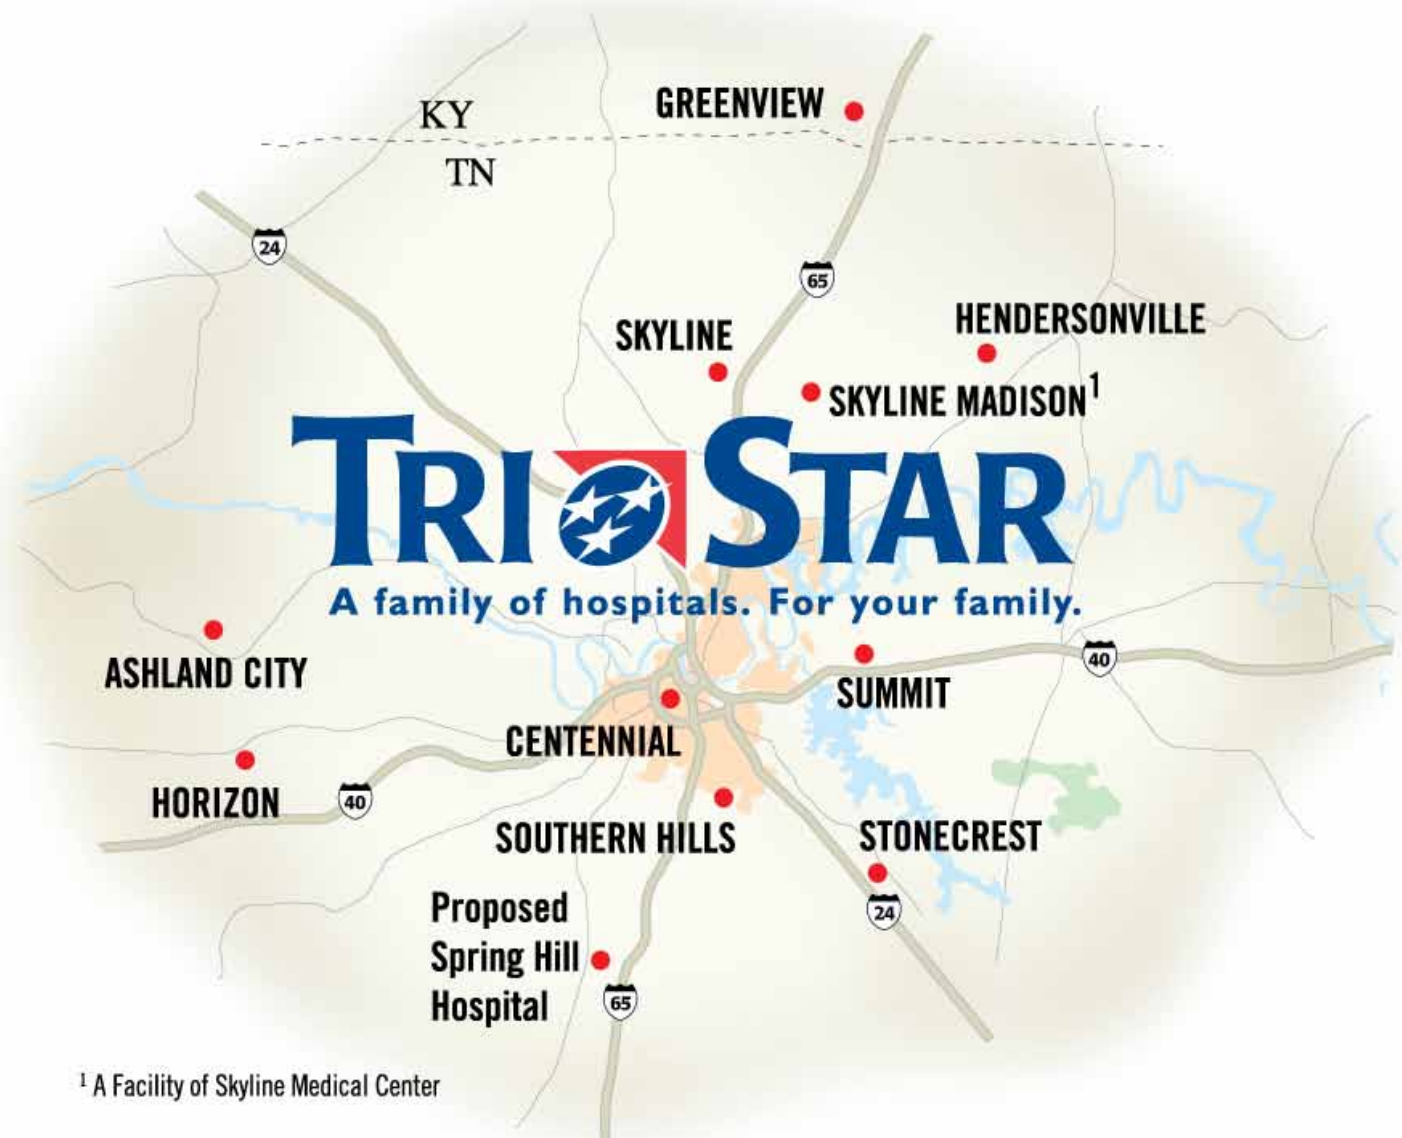 GREENVIEW
KY
TN
24
65
HENDERSONVILLE
SKYLINE
SKYLINE MADISON¹
TRISTAR
A family of hospitals. For your family.
ASHLAND CITY
40
SUMMIT
CENTENNIAL
HORIZON
40
SOUTHERN HILLS
STONECREST
24
Proposed
Spring Hill
Hospital
65
¹ A Facility of Skyline Medical Center